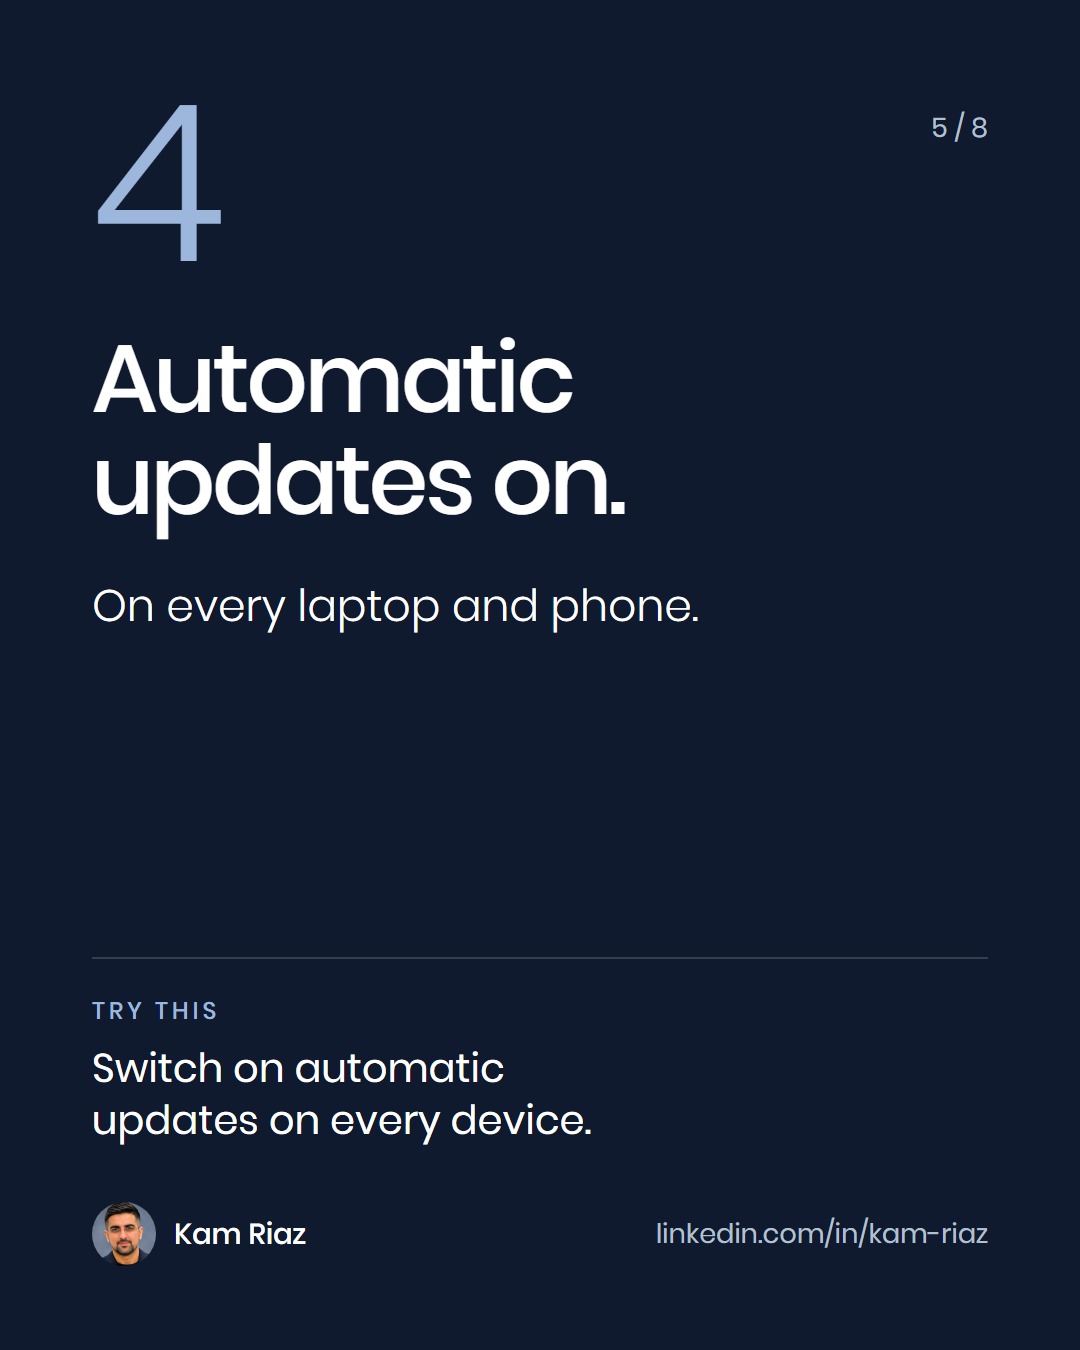 4
5 / 8
Automatic
updates on.
On every laptop and phone.
TRY THIS
Switch on automatic
updates on every device.
Kam Riaz
linkedin.com/in/kam-riaz